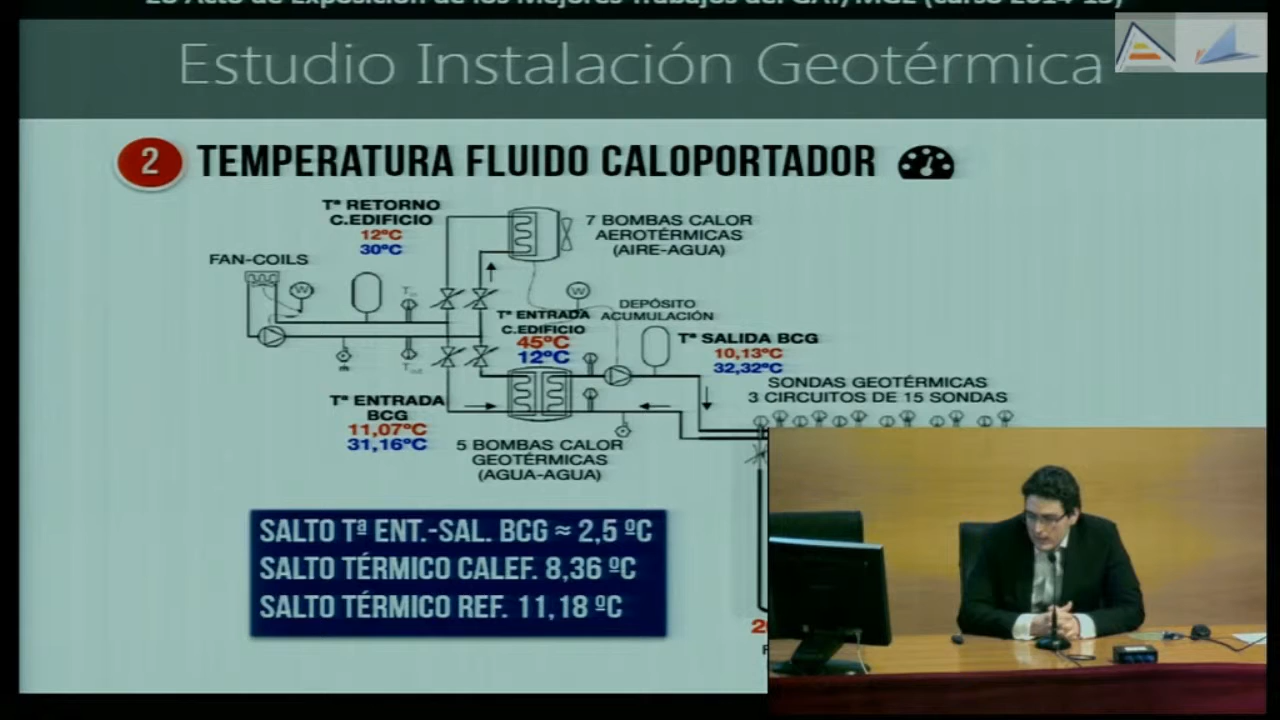 Estudio Instalación Geotérmica
2 TEMPERATURA FLUIDO CALOPORTADOR
Tª RETORNO
C.EDIFICIO
12ºC
30ºC
7 BOMBAS CALOR
AEROTÉRMICAS
(AIRE-AGUA)
FAN-COILS
W
W
Tª ENTRADA
C.EDIFICIO
45ºC
12ºC
DEPÓSITO
ACUMULACIÓN
Tª SALIDA BCG
10,13ºC
32,32ºC
SONDAS GEOTÉRMICAS
3 CIRCUITOS DE 15 SONDAS
Tª ENTRADA
BCG
11,07ºC
31,16ºC
5 BOMBAS CALOR
GEOTÉRMICAS
(AGUA-AGUA)
SALTO Tª ENT.-SAL. BCG ≈ 2,5 ºC
SALTO TÉRMICO CALEF. 8,36 ºC
SALTO TÉRMICO REF. 11,18 ºC